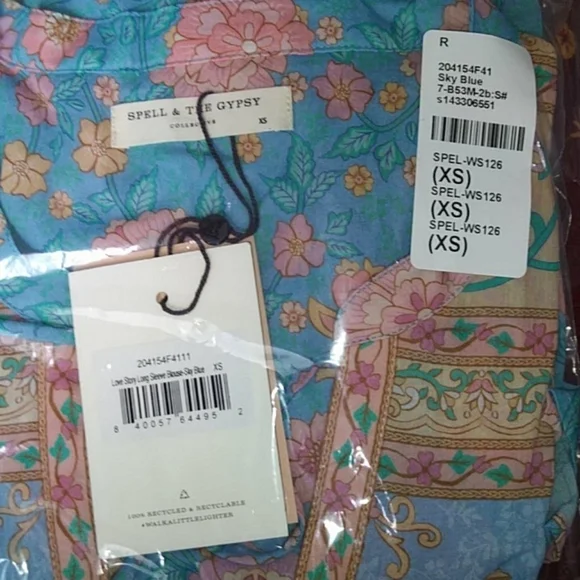 SPELL & THE GYPSY
COLLECTIVE
XS
R
204154F41
Sky Blue
7-B53M-2b:S#
s143306551
SPEL-WS126
(XS)
SPEL-WS126
(XS)
SPEL-WS126
(XS)
204154F4111
Love Story Long Sleeve Blouse-Sky Blue XS
8 40057 84495 2
100% RECYCLED & RECYCLABLE
#WALKALITTLELIGHTER